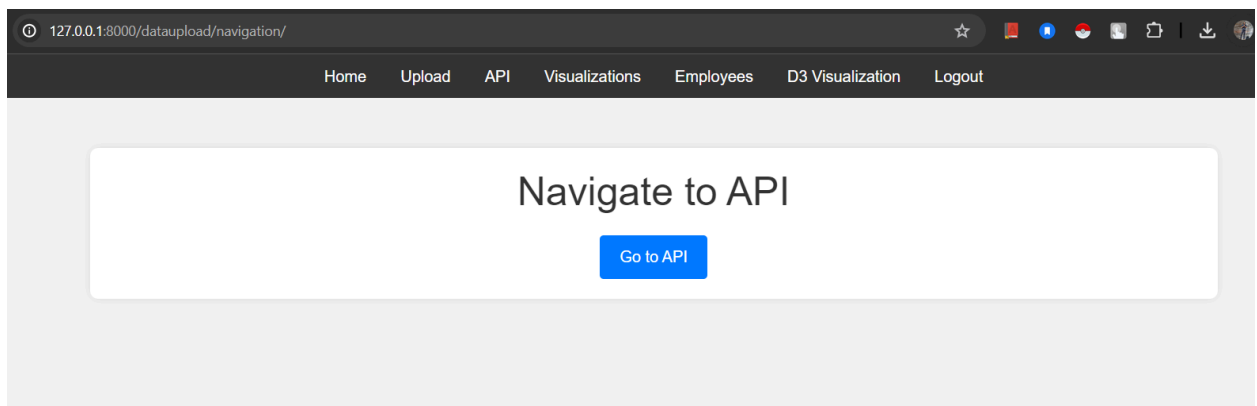 127.0.0.1:8000/dataupload/navigation/
Home Upload API Visualizations Employees D3 Visualization Logout
Navigate to API
Go to API